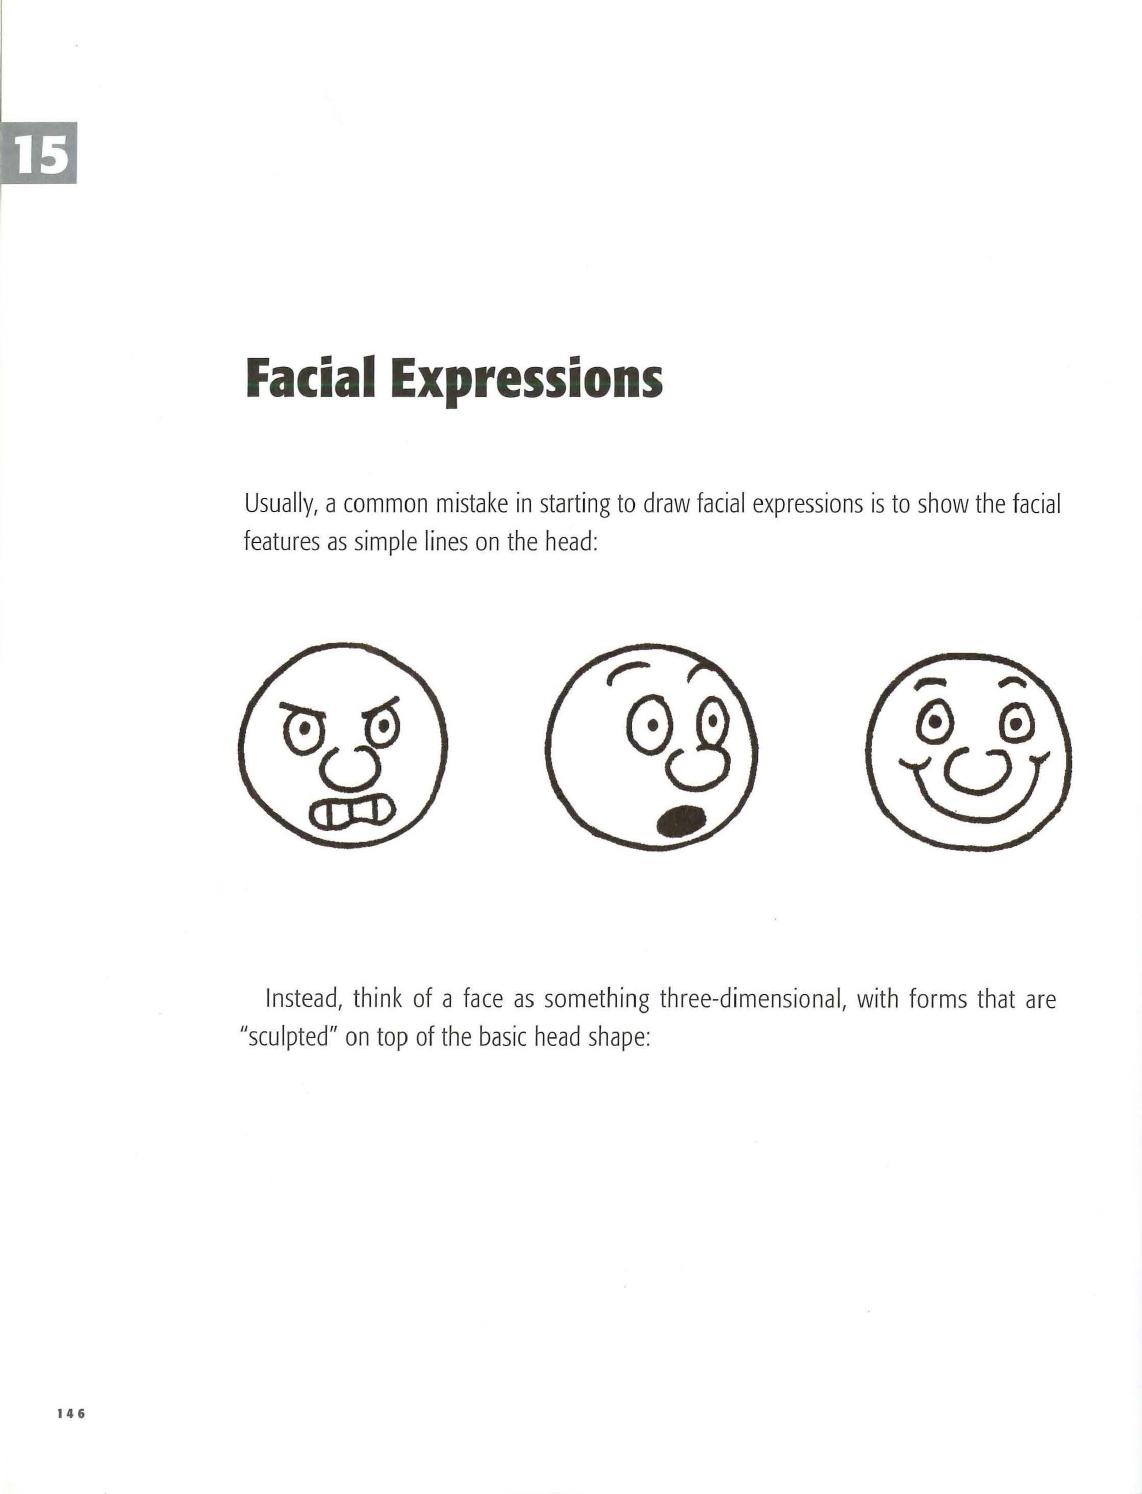 15
Facial Expressions
Usually, a common mistake in starting to draw facial expressions is to show the facial
features as simple lines on the head:
Instead, think of a face as something three-dimensional, with forms that are
“sculpted” on top of the basic head shape:
146